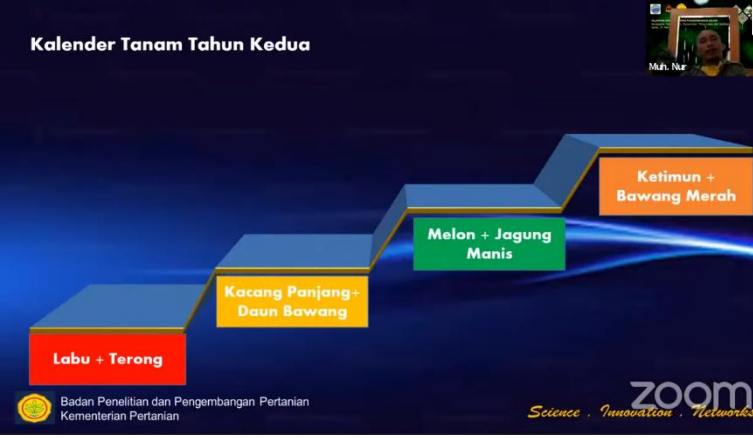 Kalender Tanam Tahun Kedua
Muh. Nur
Ketimun +
Bawang Merah
Melon + Jagung
Manis
Kacang Panjang+
Daun Bawang
Labu + Terong
Badan Penelitian dan Pengembangan Pertanian
Kementerian Pertanian
zoom
Science . Innovation . Networks